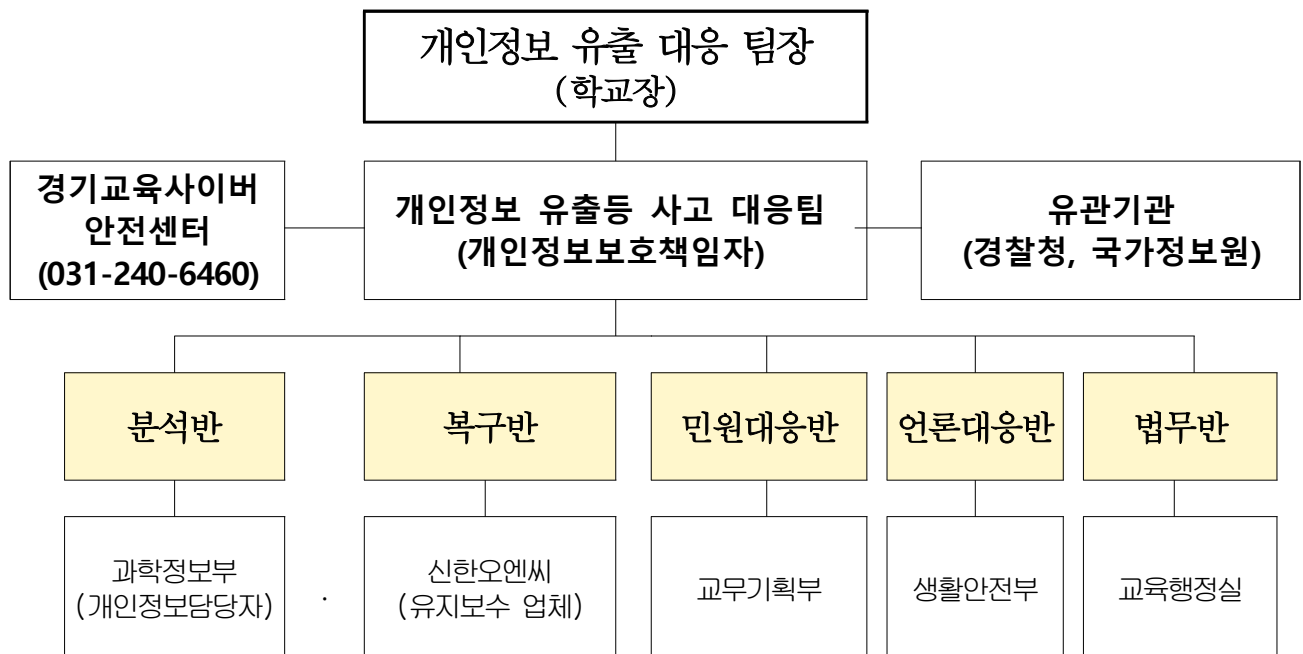 개인정보 유출 대응 팀장
(학교장)
경기교육사이버
안전센터
(031-240-6460)
개인정보 유출등 사고 대응팀
(개인정보보호책임자)
유관기관
(경찰청, 국가정보원)
분석반
복구반
민원대응반
언론대응반
법무반
과학정보부
(개인정보담당자)
.
신한오엔씨
(유지보수 업체)
교무기획부
생활안전부
교육행정실